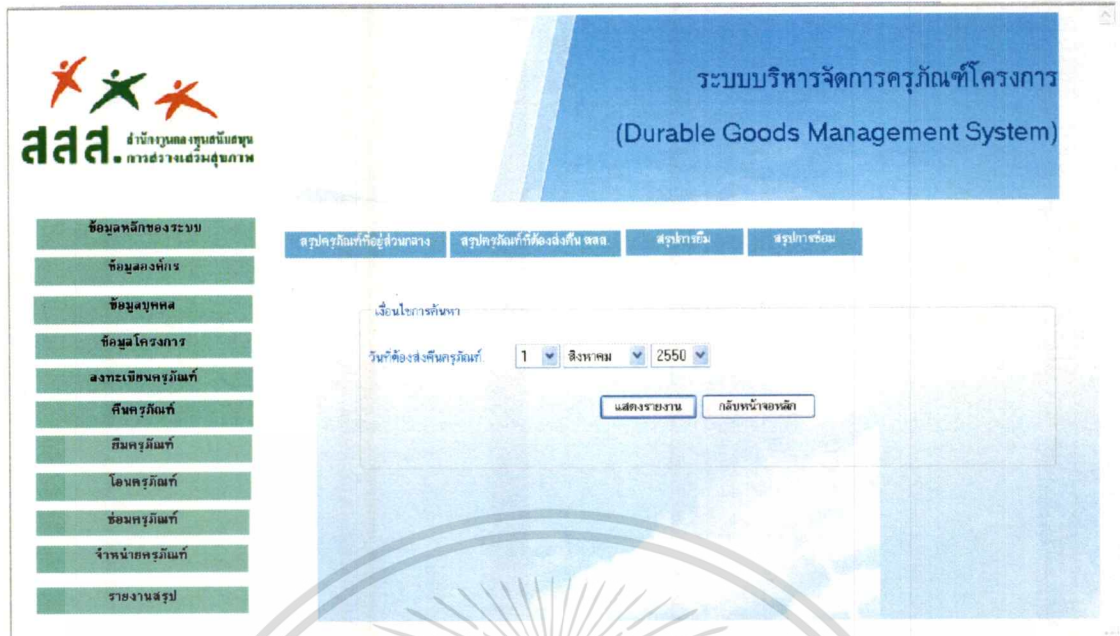 ระบบบริหารจัดการครุภัณฑ์โครงการ
(Durable Goods Management System)
สสส. สำนักงานกองทุนสนับสนุน
การสร้างเสริมสุขภาพ
ข้อมูลหลักของระบบ
ข้อมูลองค์กร
ข้อมูลบุคคล
ข้อมูลโครงการ
ลงทะเบียนครุภัณฑ์
คืนครุภัณฑ์
ยืมครุภัณฑ์
โอนครุภัณฑ์
ซ่อมครุภัณฑ์
จำหน่ายครุภัณฑ์
รายงานสรุป
สรุปครุภัณฑ์ที่อยู่ส่วนกลาง สรุปครุภัณฑ์ที่ต้องส่งคืน สสส. สรุปการยืม สรุปการซ่อม
เงื่อนไขการค้นหา
วันที่ต้องส่งคืนครุภัณฑ์ 1 สิงหาคม 2550
แสดงรายงาน กลับหน้าจอหลัก